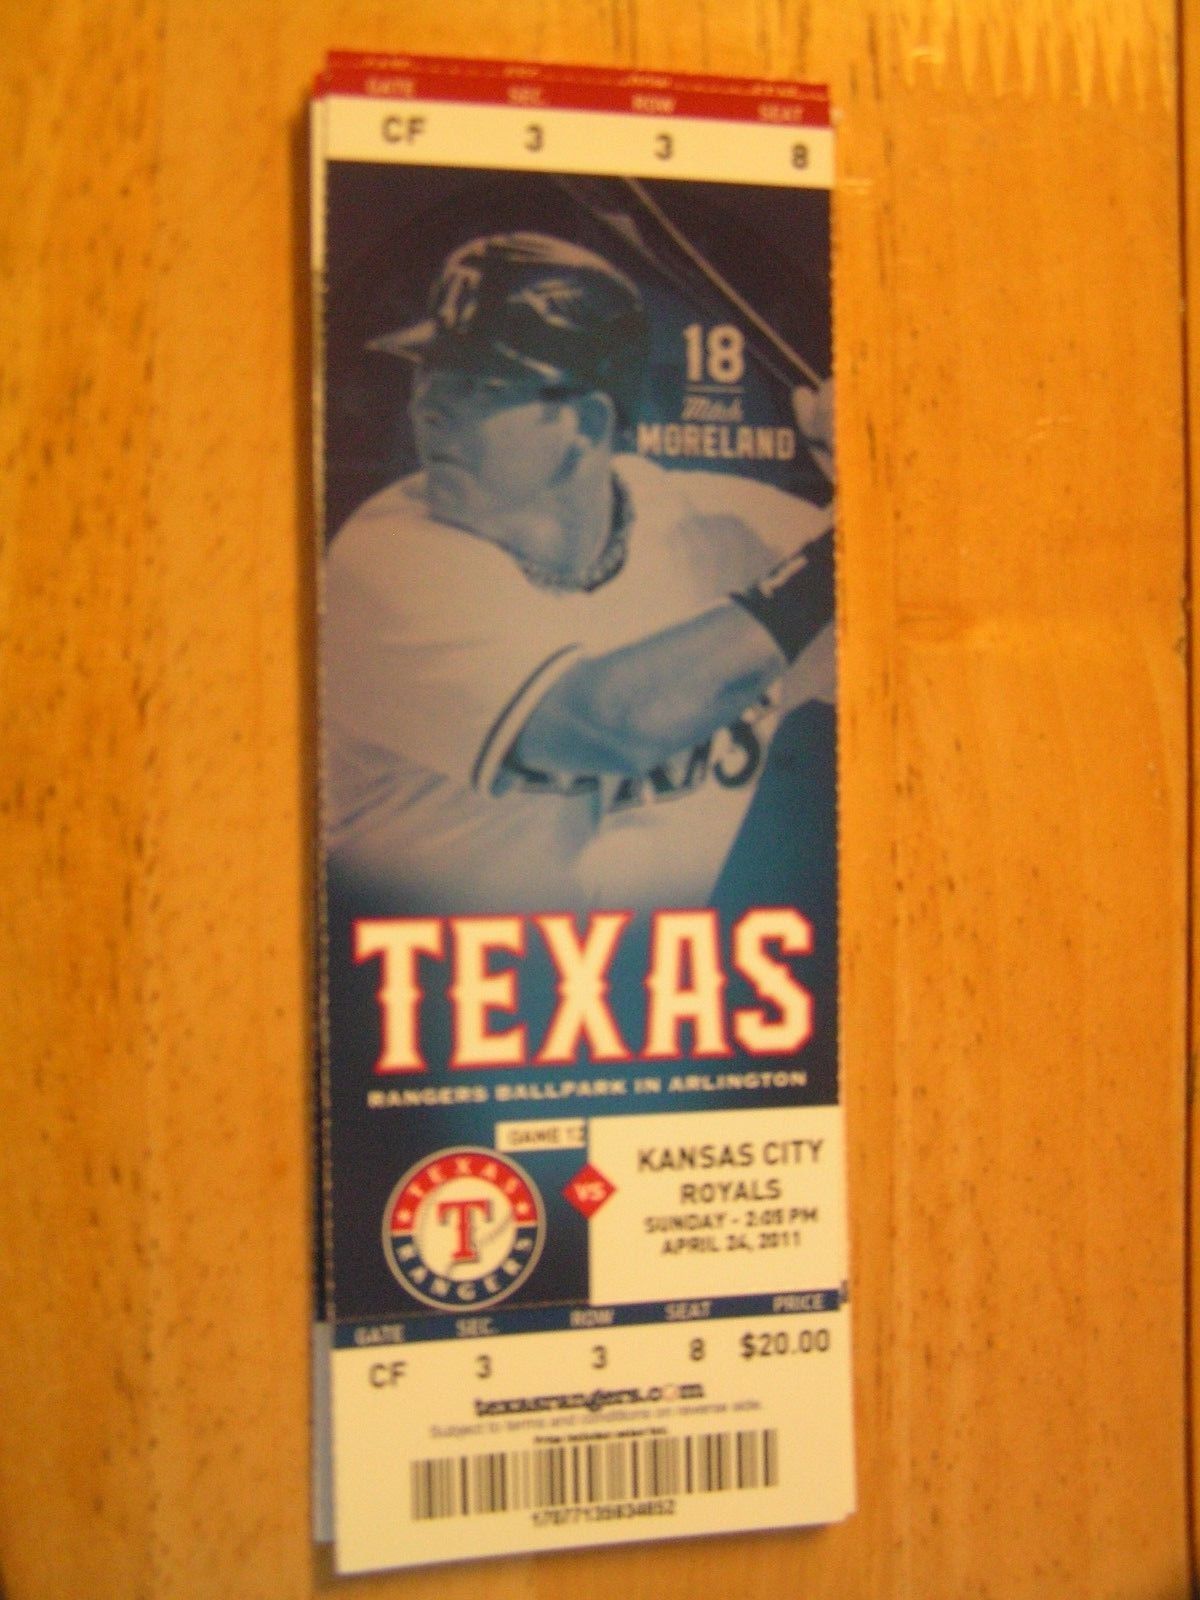 GATE SEC. ROW SEAT
CF 3 3 8
18
Mitch
MORELAND
TEXAS
RANGERS BALLPARK IN ARLINGTON
GAME 12
TEXAS
T
RANGERS
VS
KANSAS CITY
ROYALS
SUNDAY - 2:05 PM
APRIL 24, 2011
GATE SEC. ROW SEAT PRICE
CF 3 3 8 $20.00
texasrangers.com
Subject to terms and conditions on reverse side.